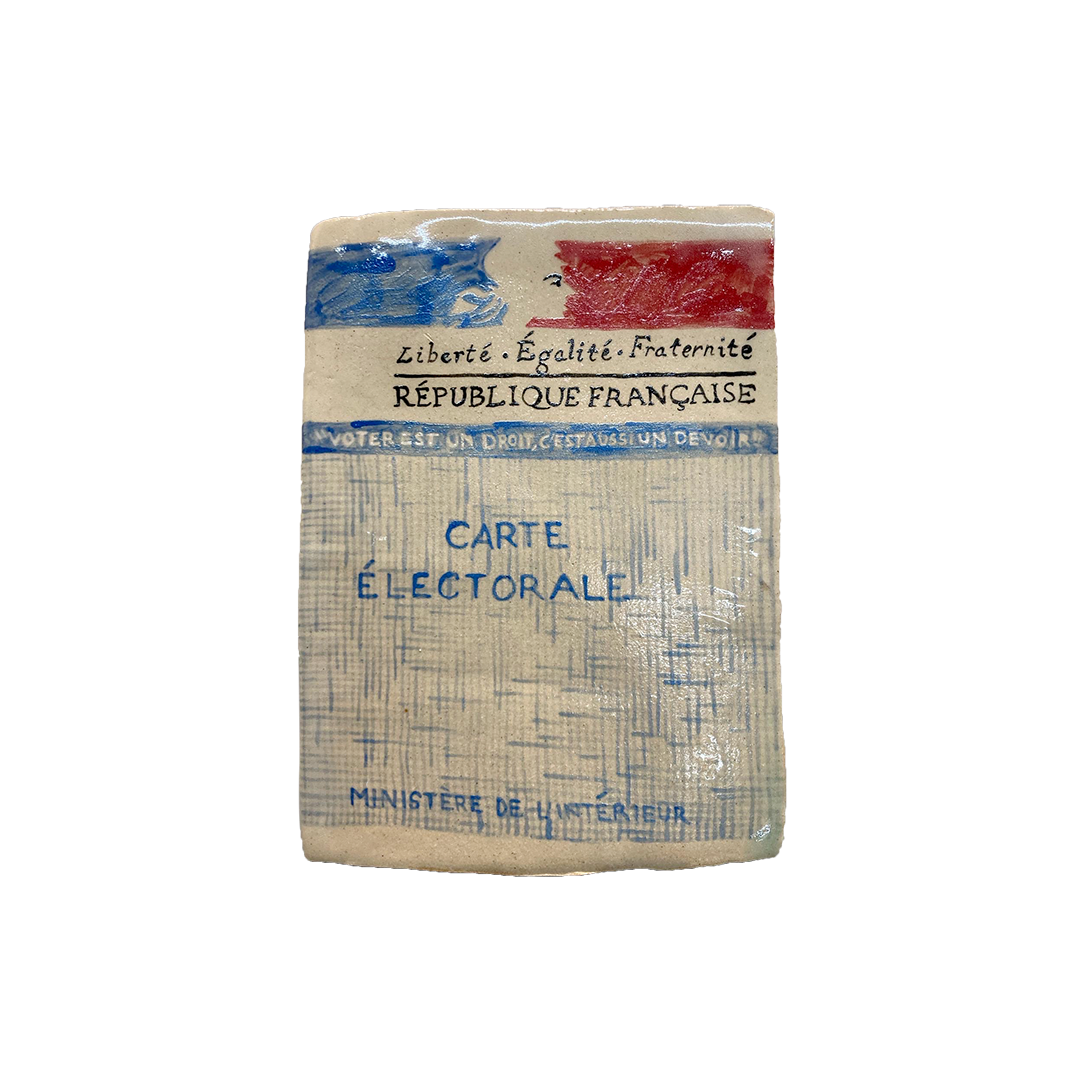 Liberté • Égalité • Fraternité
RÉPUBLIQUE FRANÇAISE
"VOTER EST UN DROIT, C'EST AUSSI UN DEVOIR"
CARTE
ÉLECTORALE
MINISTÈRE DE L'INTÉRIEUR